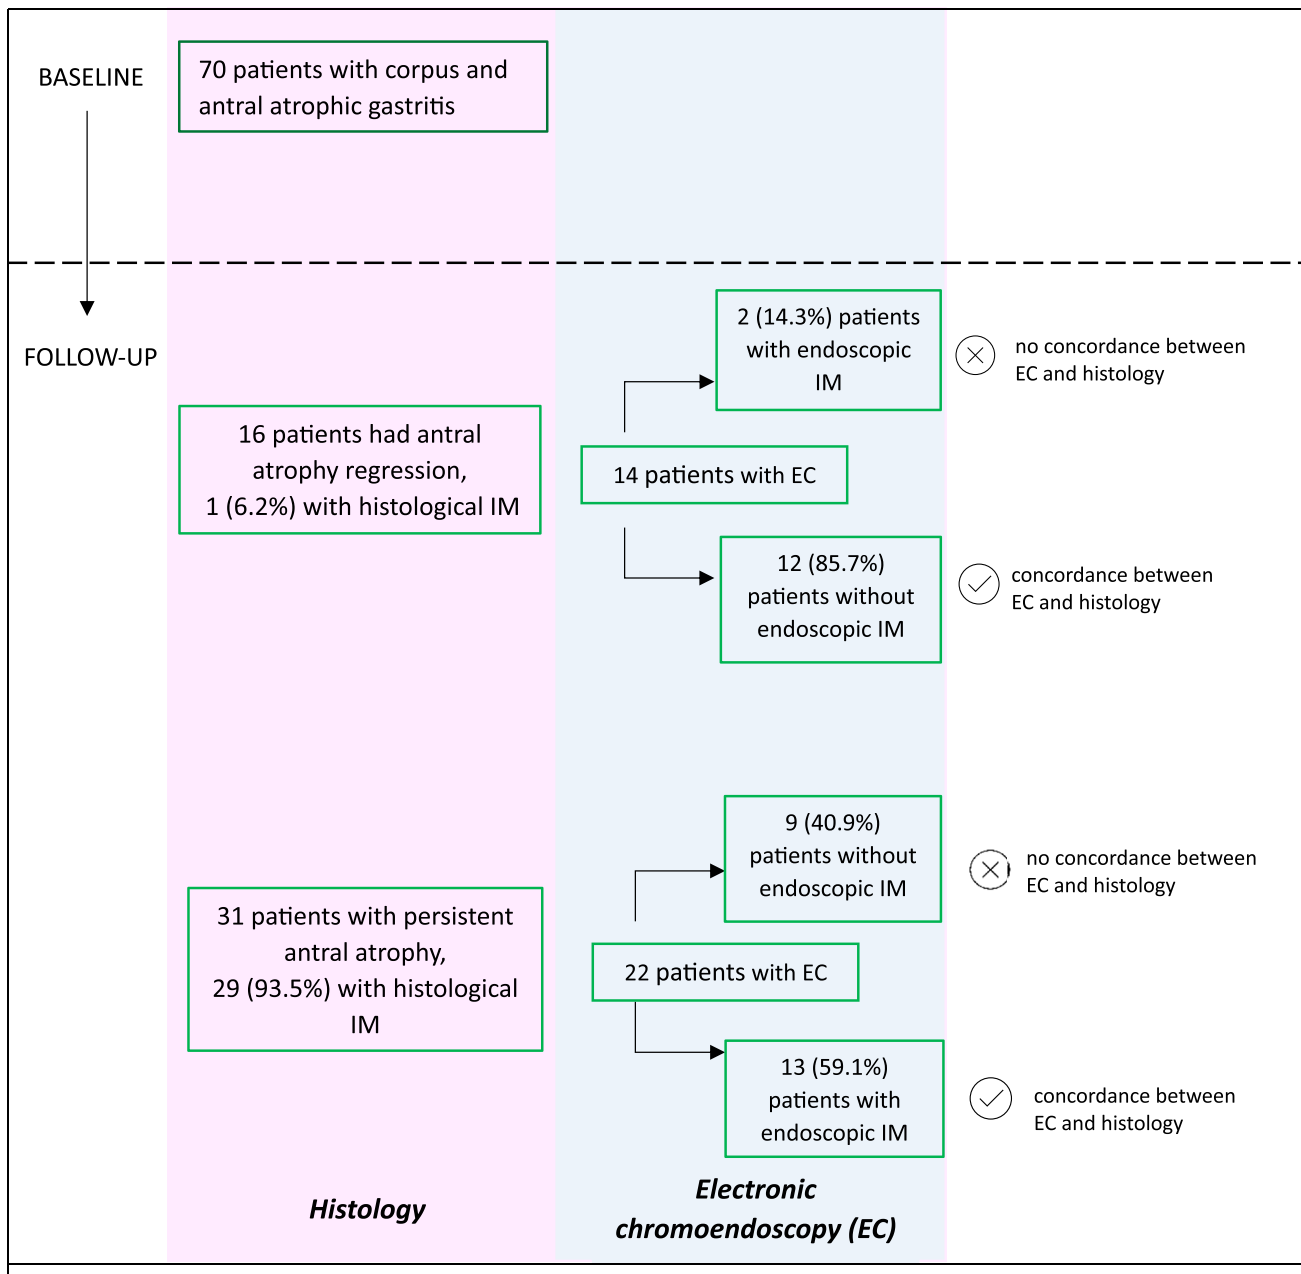 BASELINE
70 patients with corpus and
antral atrophic gastritis
FOLLOW-UP
2 (14.3%) patients
with endoscopic
IM
no concordance between
EC and histology
16 patients had antral
atrophy regression,
1 (6.2%) with histological IM
14 patients with EC
12 (85.7%)
patients without
endoscopic IM
concordance between
EC and histology
9 (40.9%)
patients without
endoscopic IM
no concordance between
EC and histology
31 patients with persistent
antral atrophy,
29 (93.5%) with histological
IM
22 patients with EC
13 (59.1%)
patients with
endoscopic IM
concordance between
EC and histology
Histology
Electronic
chromoendoscopy (EC)